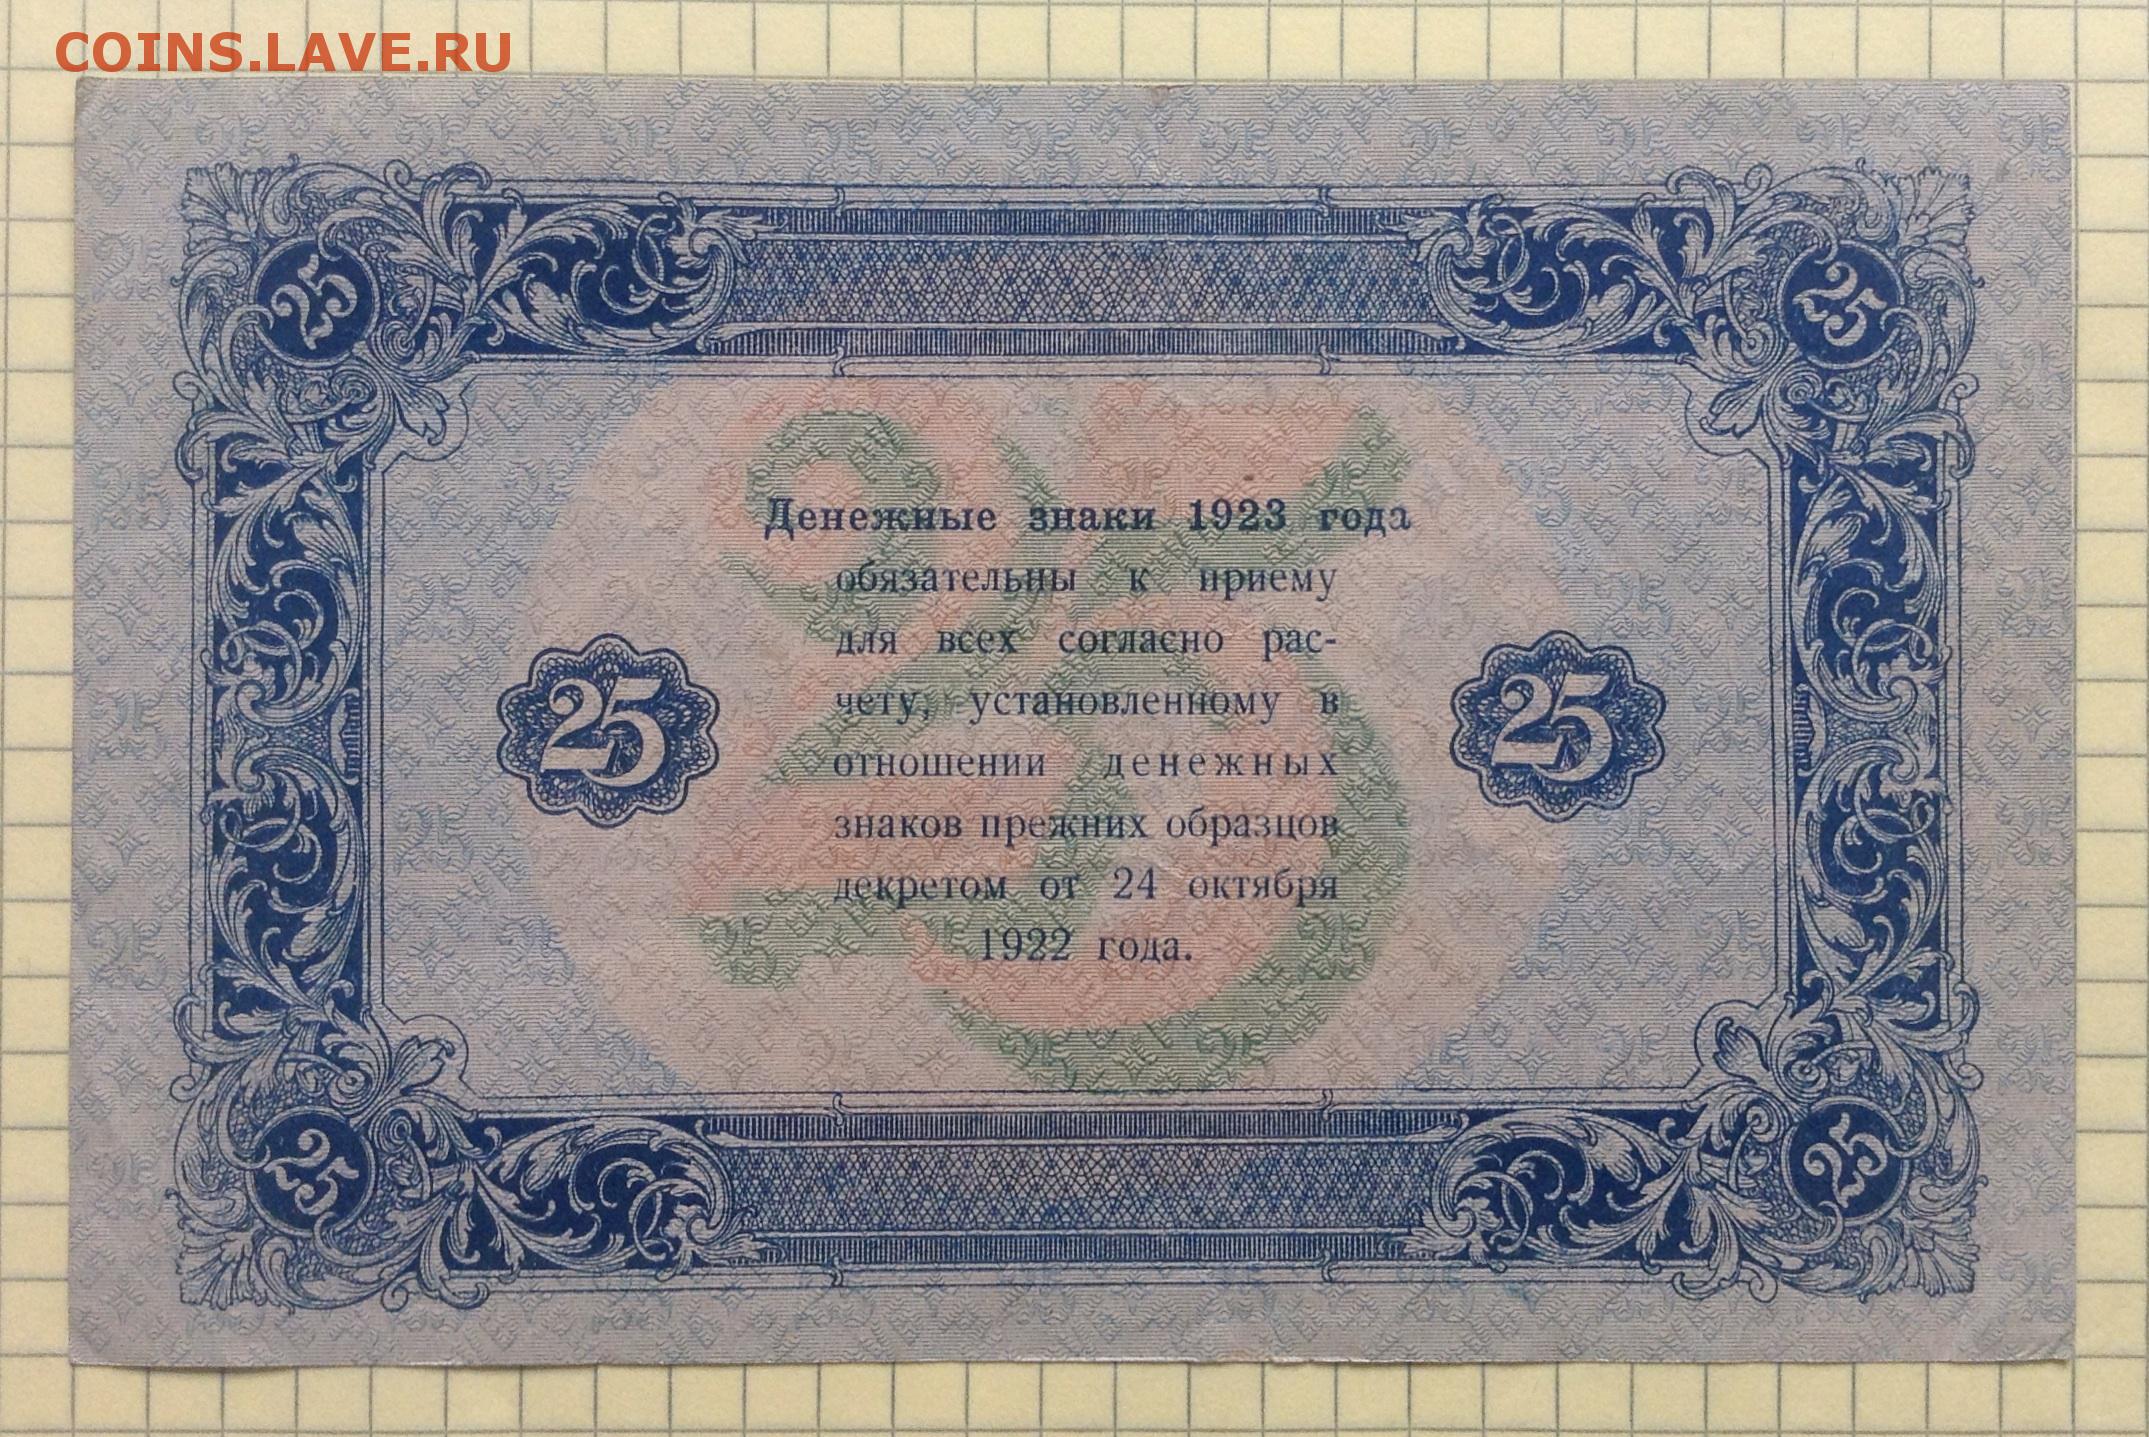 COINS.LAVE.RU
25 25
Денежные знаки 1923 года
обязательны к приему
для всех согласно рас-
чету, установленному в
отношении денежных
знаков прежних образцов
декретом от 24 октября
1922 года.
25 25
25
25 25